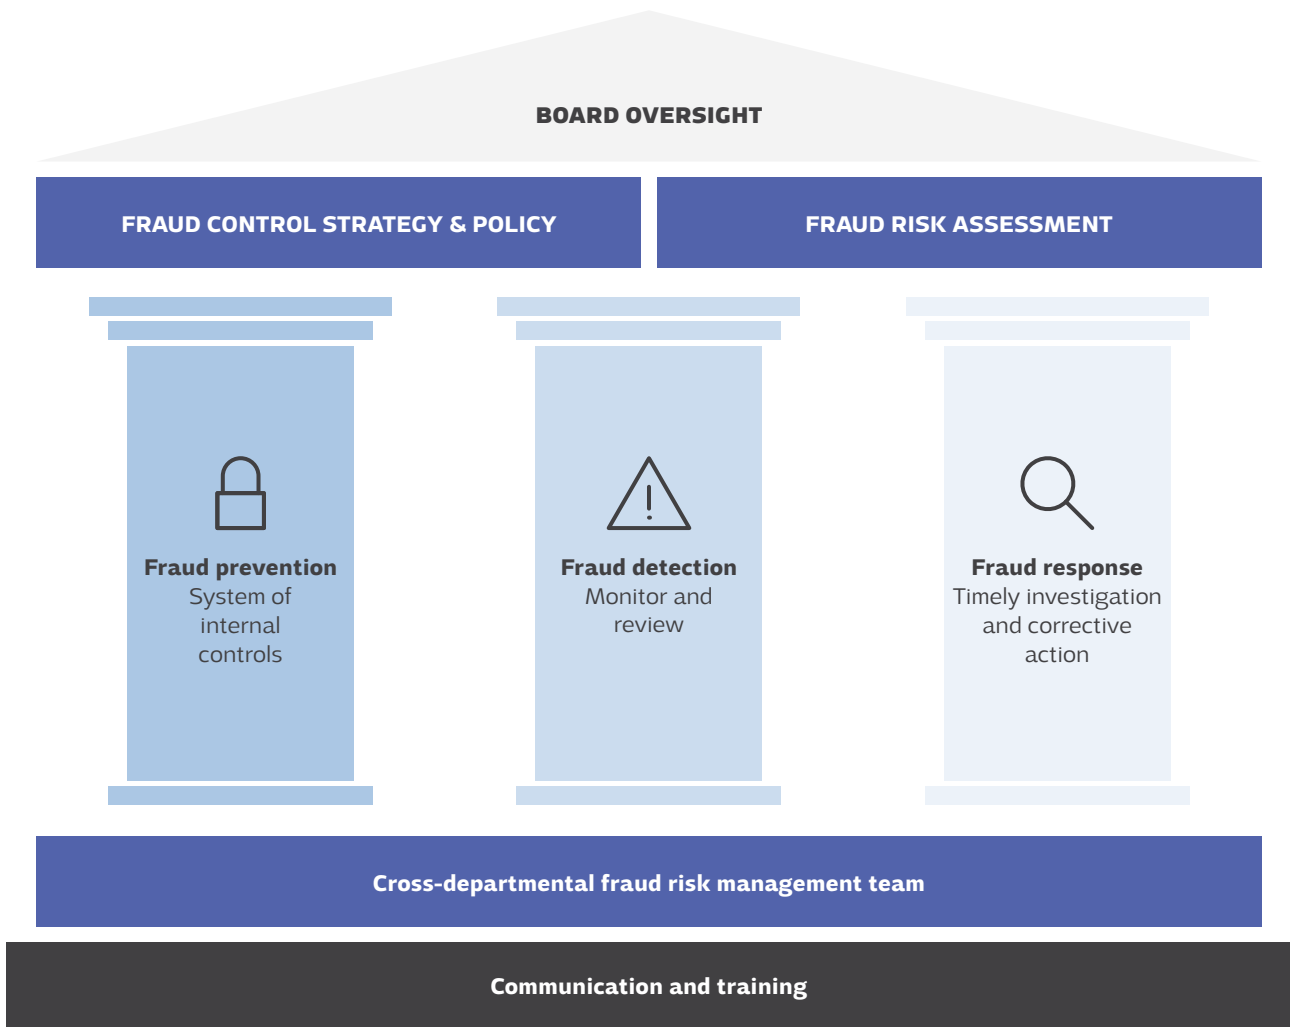 BOARD OVERSIGHT
FRAUD CONTROL STRATEGY & POLICY
FRAUD RISK ASSESSMENT
Fraud prevention
System of
internal
controls
Fraud detection
Monitor and
review
Fraud response
Timely investigation
and corrective
action
Cross-departmental fraud risk management team
Communication and training